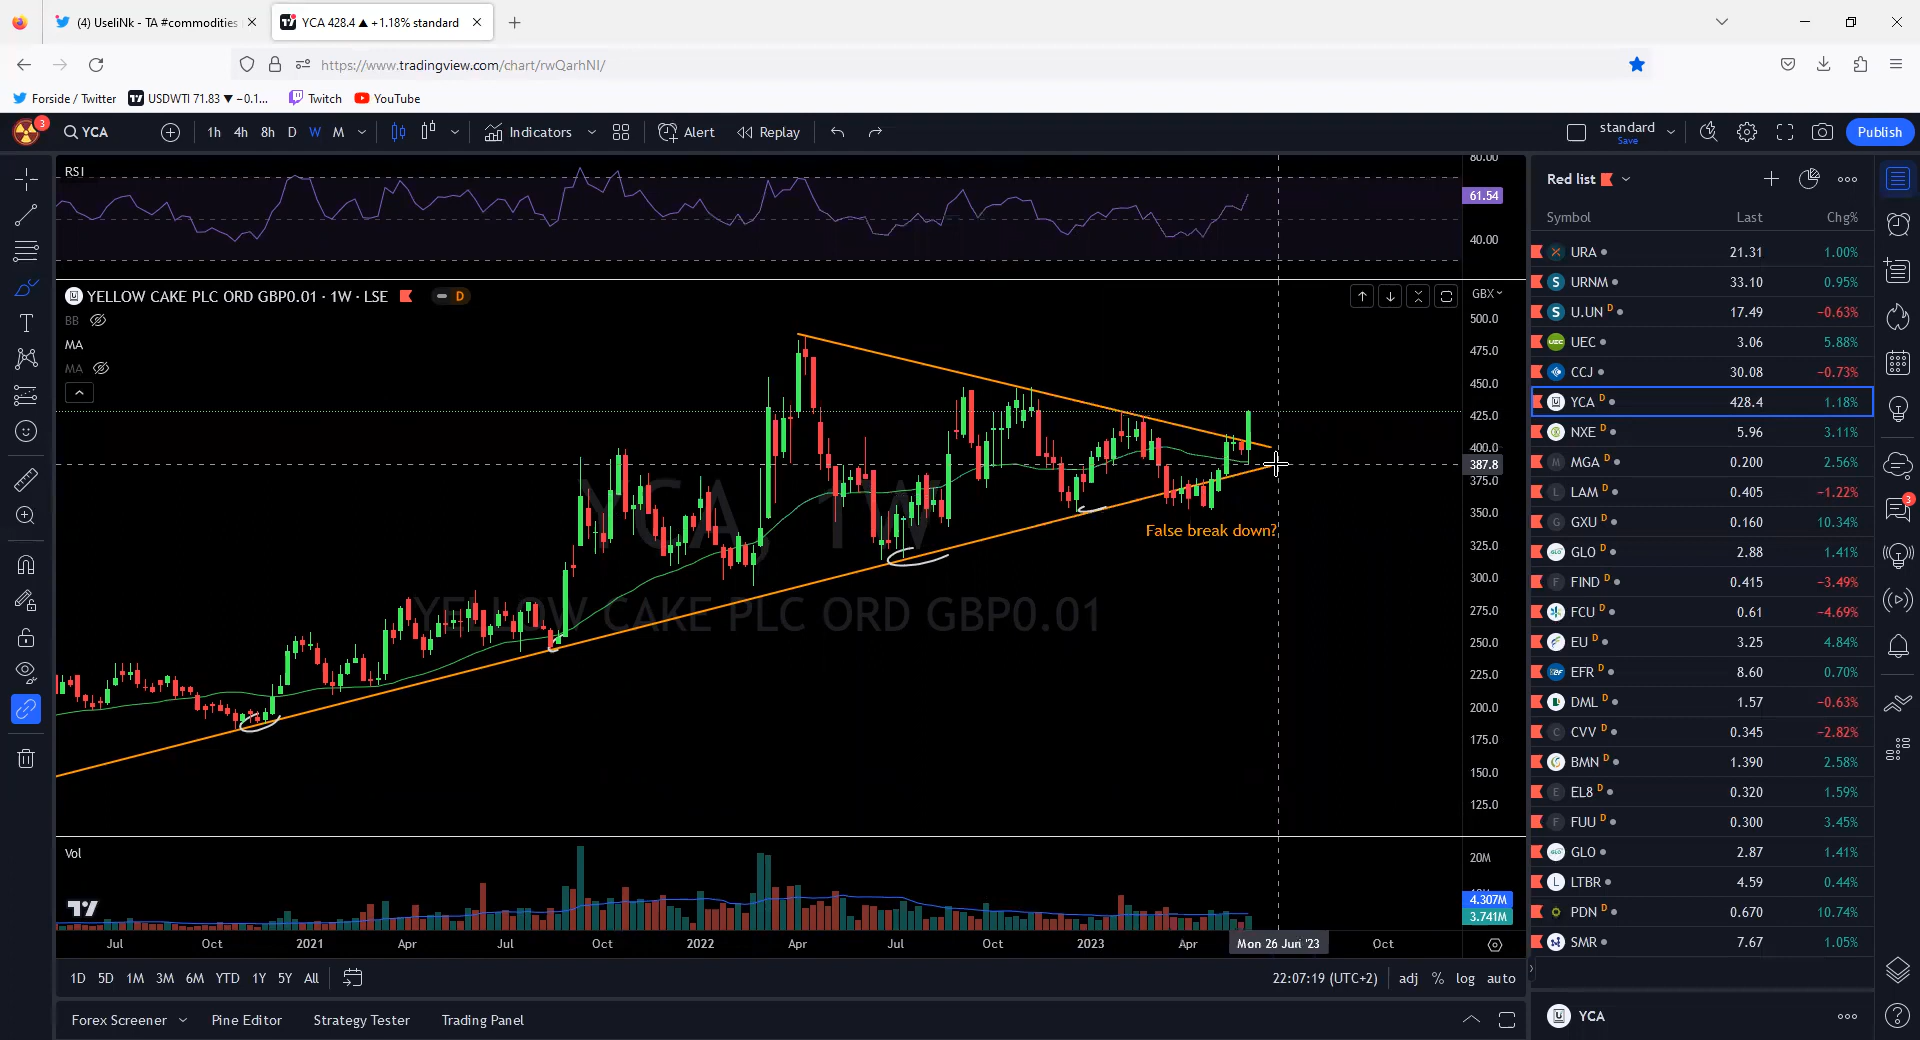 (4) UseliNk - TA #commodities
YCA 428.4 ▲ +1.18% standard
https://www.tradingview.com/chart/rwQarhNI/
Forside / Twitter
USDWTI 71.83 ▼ −0.1...
Twitch
YouTube
3
YCA
1h 4h 8h D W M
Indicators
Alert
Replay
standard
Save
Publish
RSI
80.00
61.54
40.00
YELLOW CAKE PLC ORD GBP0.01 · 1W · LSE
D
GBX
BB
MA
MA
500.0
475.0
450.0
425.0
400.0
387.8
375.0
350.0
325.0
300.0
275.0
250.0
225.0
200.0
175.0
150.0
125.0
YCA, 1W
YELLOW CAKE PLC ORD GBP0.01
False break down?
Vol
20M
4.307M
3.741M
Jul Oct 2021 Apr Jul Oct 2022 Apr Jul Oct 2023 Apr Mon 26 Jun '23 Oct
1D 5D 1M 3M 6M YTD 1Y 5Y All
22:07:19 (UTC+2) adj % log auto
Forex Screener
Pine Editor
Strategy Tester
Trading Panel
Red list
Symbol Last Chg%
URA 21.31 1.00%
URNM 33.10 0.95%
U.UN D 17.49 −0.63%
UEC 3.06 5.88%
CCJ 30.08 −0.73%
YCA D 428.4 1.18%
NXE D 5.96 3.11%
MGA D 0.200 2.56%
LAM D 0.405 −1.22%
GXU D 0.160 10.34%
GLO D 2.88 1.41%
FIND D 0.415 −3.49%
FCU D 0.61 −4.69%
EU D 3.25 4.84%
EFR D 8.60 0.70%
DML D 1.57 −0.63%
CVV D 0.345 −2.82%
BMN D 1.390 2.58%
EL8 D 0.320 1.59%
FUU D 0.300 3.45%
GLO 2.87 1.41%
LTBR 4.59 0.44%
PDN D 0.670 10.74%
SMR 7.67 1.05%
YCA
3